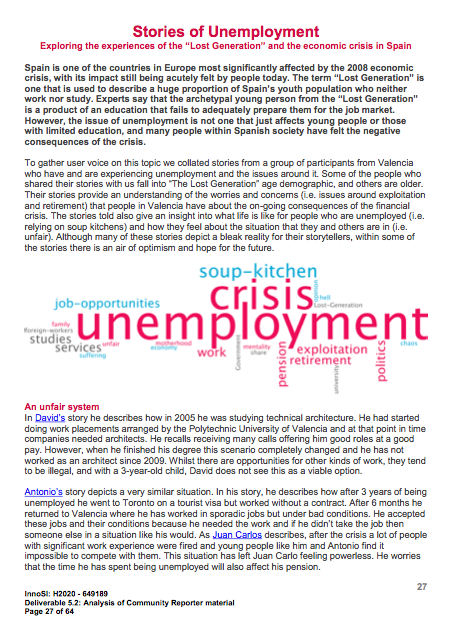 Stories of Unemployment
Exploring the experiences of the “Lost Generation” and the economic crisis in Spain
Spain is one of the countries in Europe most significantly affected by the 2008 economic
crisis, with its impact still being acutely felt by people today. The term “Lost Generation” is
one that is used to describe a huge proportion of Spain’s youth population who neither
work nor study. Experts say that the archetypal young person from the “Lost Generation”
is a product of an education that fails to adequately prepare them for the job market.
However, the issue of unemployment is not one that just affects young people or those
with limited education, and many people within Spanish society have felt the negative
consequences of the crisis.
To gather user voice on this topic we collated stories from a group of participants from Valencia
who have and are experiencing unemployment and the issues around it. Some of the people who
shared their stories with us fall into “The Lost Generation” age demographic, and others are older.
Their stories provide an understanding of the worries and concerns (i.e. issues around exploitation
and retirement) that people in Valencia have about the on-going consequences of the financial
crisis. The stories told also give an insight into what life is like for people who are unemployed (i.e.
relying on soup kitchens) and how they feel about the situation that they and others are in (i.e.
unfair). Although many of these stories depict a bleak reality for their storytellers, within some of
the stories there is an air of optimism and hope for the future.
soup-kitchen
crisis
opinion
hell
Lost-Generation
job-opportunities
unemployment
family
foreign-workers
studies
services
unfair
suffering
motherhood
economy
work
Government
mentality
share
pension
exploitation
retirement
university
politics
chaos
An unfair system
In David’s story he describes how in 2005 he was studying technical architecture. He had started
doing work placements arranged by the Polytechnic University of Valencia and at that point in time
companies needed architects. He recalls receiving many calls offering him good roles at a good
pay. However, when he finished his degree this scenario completely changed and he has not
worked as an architect since 2009. Whilst there are opportunities for other kinds of work, they tend
to be illegal, and with a 3-year-old child, David does not see this as a viable option.
Antonio’s story depicts a very similar situation. In his story, he describes how after 3 years of being
unemployed he went to Toronto on a tourist visa but worked without a contract. After 6 months he
returned to Valencia where he has worked in sporadic jobs but under bad conditions. He accepted
these jobs and their conditions because he needed the work and if he didn’t take the job then
someone else in a situation like his would. As Juan Carlos describes, after the crisis a lot of people
with significant work experience were fired and young people like him and Antonio find it
impossible to compete with them. This situation has left Juan Carlo feeling powerless. He worries
that the time he has spent being unemployed will also affect his pension.
27
InnoSI: H2020 - 649189
Deliverable 5.2: Analysis of Community Reporter material
Page 27 of 64